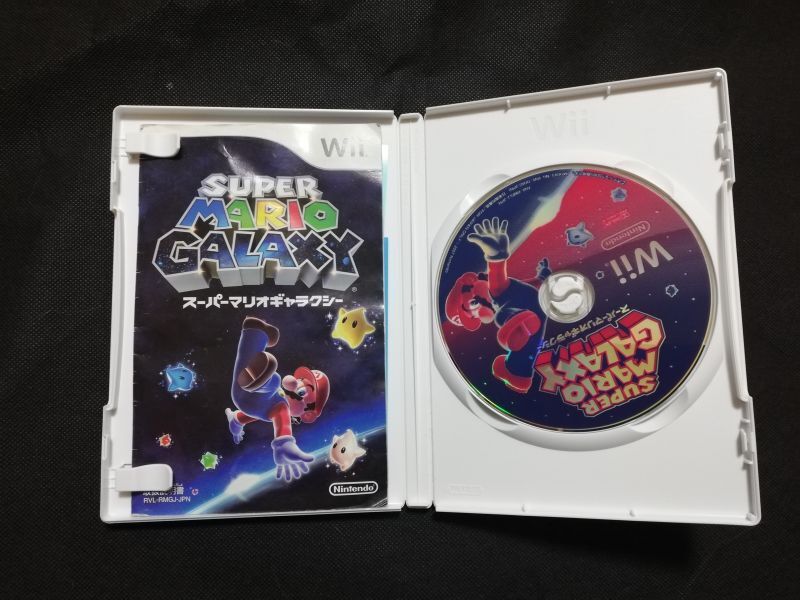 Wii
SUPER
MARIO
GALAXY
®
スーパーマリオギャラクシー
Nintendo
RVL-RMGJ-JPN
Wii
Wii
Nintendo
スーパーマリオギャラクシー
SUPER
MARIO
GALAXY